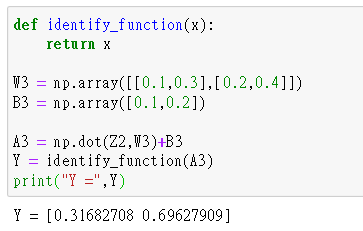 def identify_function(x):
    return x
W3 = np.array([[0.1,0.3],[0.2,0.4]])
B3 = np.array([0.1,0.2])
A3 = np.dot(Z2,W3)+B3
Y = identify_function(A3)
print("Y =",Y)
Y = [0.31682708 0.69627909]